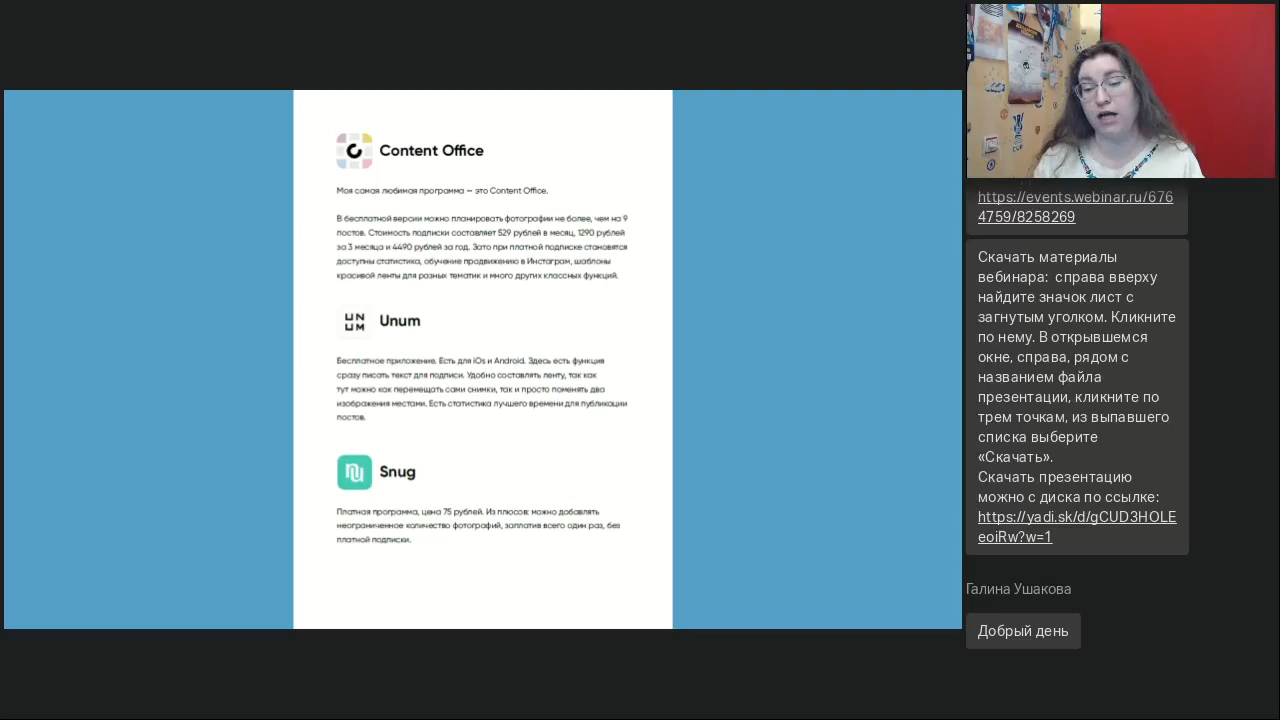 Content Office
Моя самая любимая программа — это Content Office.
В бесплатной версии можно планировать фотографии не более, чем на 9
постов. Стоимость подписки составляет 529 рублей в месяц, 1290 рублей
за 3 месяца и 4490 рублей за год. Зато при платной подписке становятся
доступны статистика, обучение продвижению в Инстаграм, шаблоны
красивой ленты для разных тематик и много других классных функций.
UN
UM
Unum
Бесплатное приложение. Есть для iOs и Android. Здесь есть функция
сразу писать текст для подписи. Удобно составлять ленту, так как
тут можно как перемещать сами снимки, так и просто поменять два
изображения местами. Есть статистика лучшего времени для публикации
постов.
Snug
Платная программа, цена 75 рублей. Из плюсов: можно добавлять
неограниченное количество фотографий, заплатив всего один раз, без
платной подписки.
CUP
https://events.webinar.ru/676
4759/8258269
Скачать материалы
вебинара: справа вверху
найдите значок лист с
загнутым уголком. Кликните
по нему. В открывшемся
окне, справа, рядом с
названием файла
презентации, кликните по
трем точкам, из выпавшего
списка выберите
«Скачать».
Скачать презентацию
можно с диска по ссылке:
https://yadi.sk/d/gCUD3HOLE
eoiRw?w=1
Галина Ушакова
Добрый день